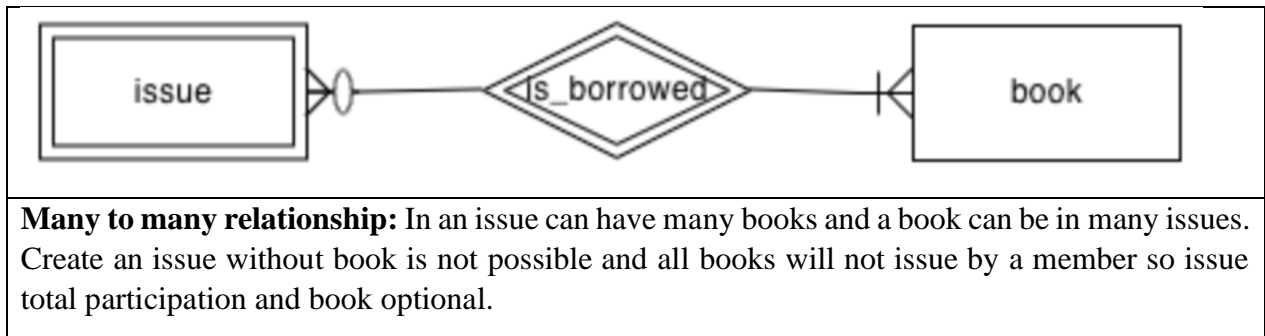 issue Is_borrowed book
Many to many relationship: In an issue can have many books and a book can be in many issues.
Create an issue without book is not possible and all books will not issue by a member so issue
total participation and book optional.